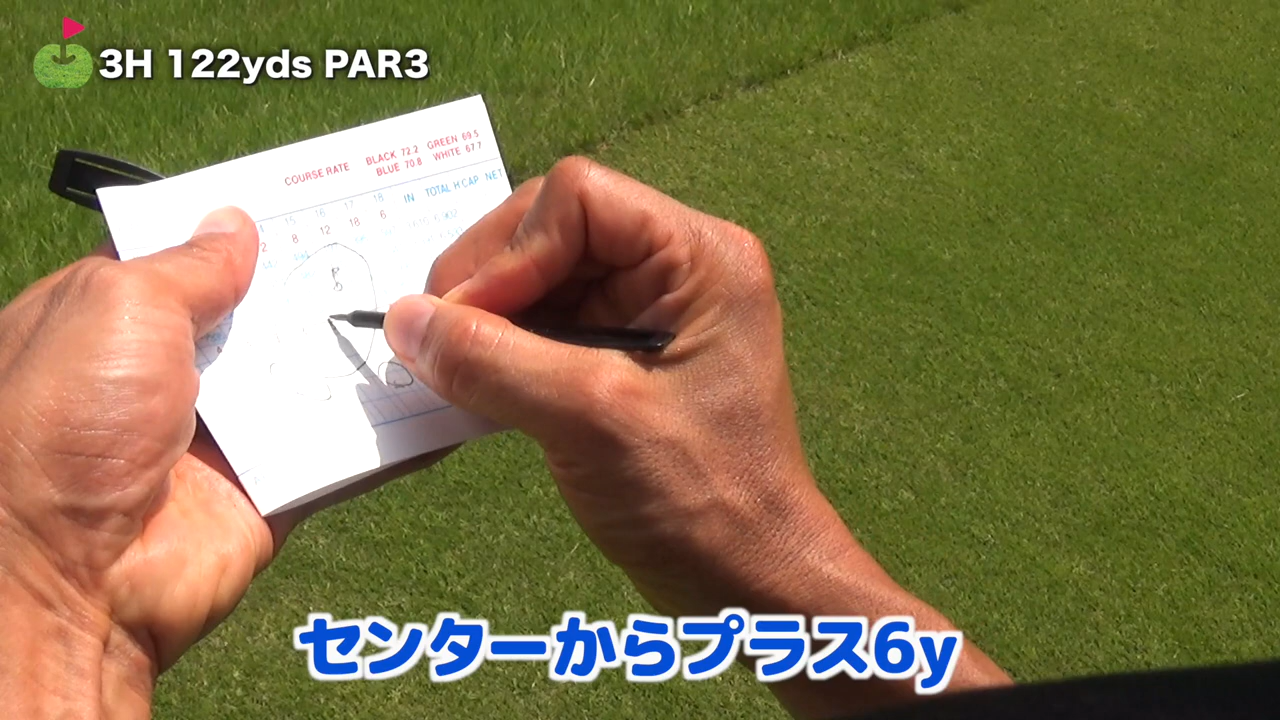 3H 122yds PAR3
COURSE RATE BLACK 72.2 GREEN 69.5
BLUE 70.8 WHITE 67.7
15 16 17 18 IN TOTAL H'CAP NET
2 8 12 18 6
センターからプラス6y